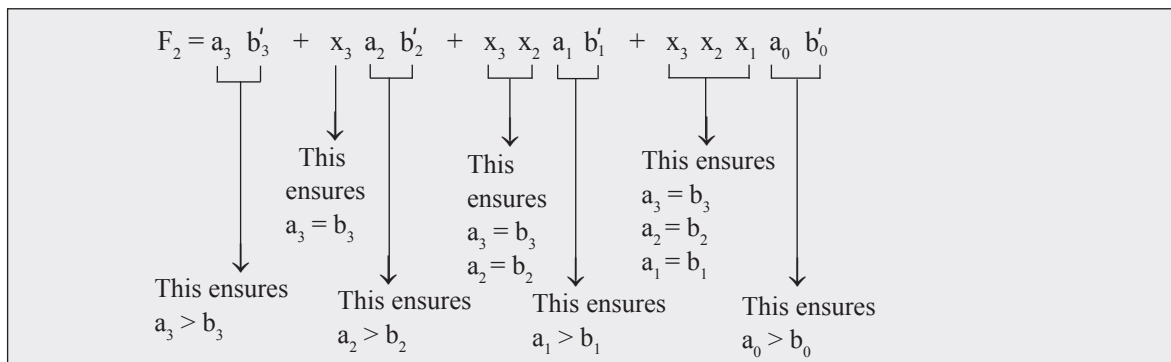 F₂ = a₃ b′₃ + x₃ a₂ b′₂ + x₃ x₂ a₁ b′₁ + x₃ x₂ x₁ a₀ b′₀
This
ensures
a₃ = b₃
This
ensures
a₃ = b₃
a₂ = b₂
This ensures
a₃ = b₃
a₂ = b₂
a₁ = b₁
This ensures
a₃ > b₃
This ensures
a₂ > b₂
This ensures
a₁ > b₁
This ensures
a₀ > b₀